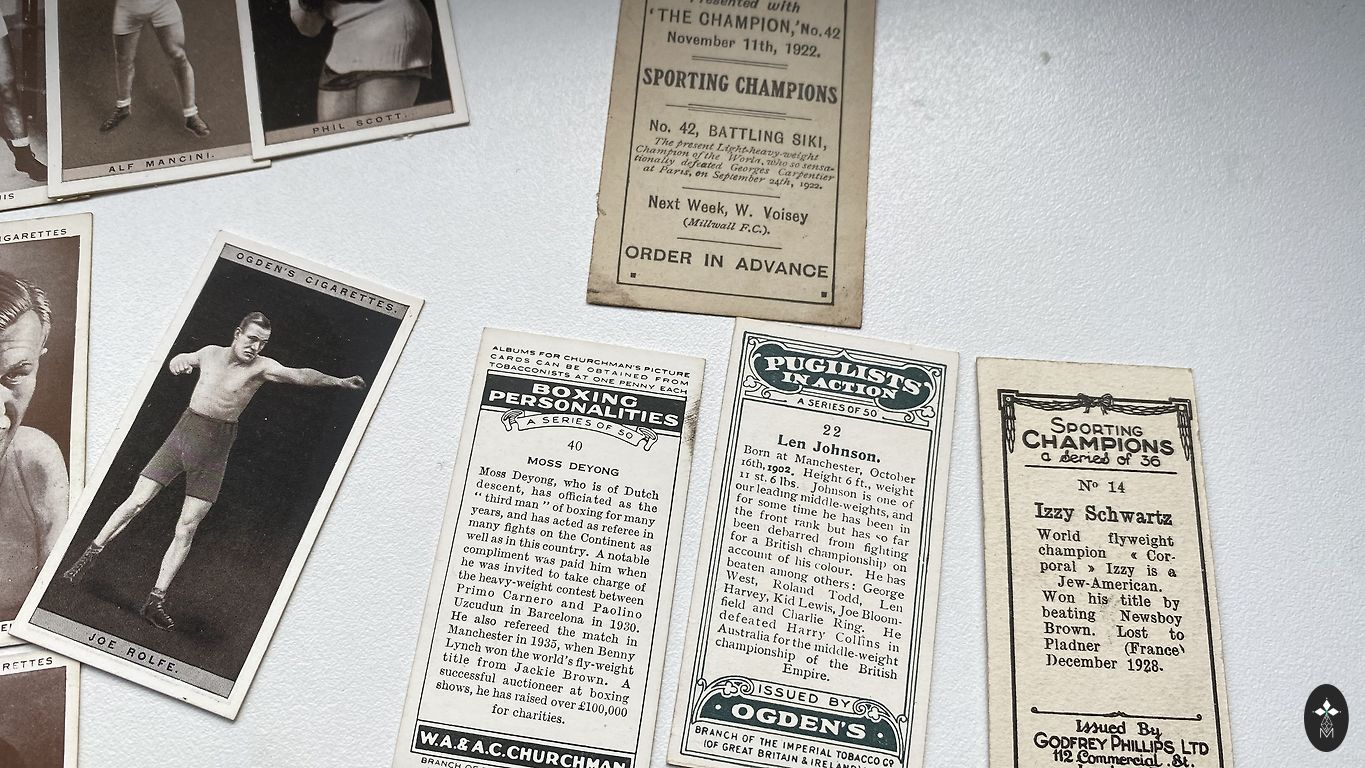 ALF MANCINI.
PHIL SCOTT.
Presented with
'THE CHAMPION,' No. 42
November 11th, 1922.
SPORTING CHAMPIONS
No. 42, BATTLING SIKI,
The present Light-heavy-weight
Champion of the World, who so sensa-
tionally defeated Georges Carpentier
at Paris, on September 24th, 1922.
Next Week, W. Voisey
(Millwall F.C.).
ORDER IN ADVANCE
OGDEN'S CIGARETTES.
JOE ROLFE.
ALBUMS FOR CHURCHMAN'S PICTURE
CARDS CAN BE OBTAINED FROM
TOBACCONISTS AT ONE PENNY EACH
BOXING
PERSONALITIES
A SERIES OF 50
40
MOSS DEYONG
Moss Deyong, who is of Dutch
descent, has officiated as the
"third man" of boxing for many
years, and has acted as referee in
many fights on the Continent as
well as in this country. A notable
compliment was paid him when
he was invited to take charge of
the heavy-weight contest between
Primo Carnero and Paolino
Uzcudun in Barcelona in 1930.
He also refereed the match in
Manchester in 1935, when Benny
Lynch won the world's fly-weight
title from Jackie Brown. A
successful auctioneer at boxing
shows, he has raised over £100,000
for charities.
W.A. & A.C. CHURCHMAN
BRANCH OF
PUGILISTS'
IN ACTION
A SERIES OF 50
22
Len Johnson.
Born at Manchester, October
16th, 1902. Height 6 ft., weight
11 st. 6 lbs. Johnson is one of
our leading middle-weights, and
for some time he has been in
the front rank but has so far
been debarred from fighting
for a British championship on
account of his colour. He has
beaten among others: George
West, Roland Todd, Len
Harvey, Kid Lewis, Joe Bloom-
field and Charlie Ring. He
defeated Harry Collins in
Australia for the middle-weight
championship of the British
Empire.
ISSUED BY
OGDEN'S
BRANCH OF THE IMPERIAL TOBACCO CO
(OF GREAT BRITAIN & IRELAND)
SPORTING
CHAMPIONS
a series of 36
No 14
Izzy Schwartz
World flyweight
champion « Cor-
poral » Izzy is a
Jew-American.
Won his title by
beating Newsboy
Brown. Lost to
Pladner (France)
December 1928.
Issued By
GODFREY PHILLIPS, LTD
112 Commercial. St.